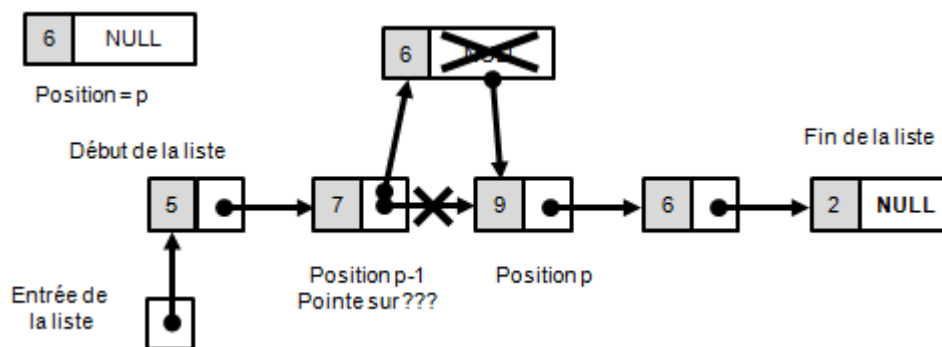 6 NULL
6
Position = p
Fin de la liste
Début de la liste
5 7 9 6 2 NULL
Position p-1 Position p
Pointe sur ???
Entrée de
la liste